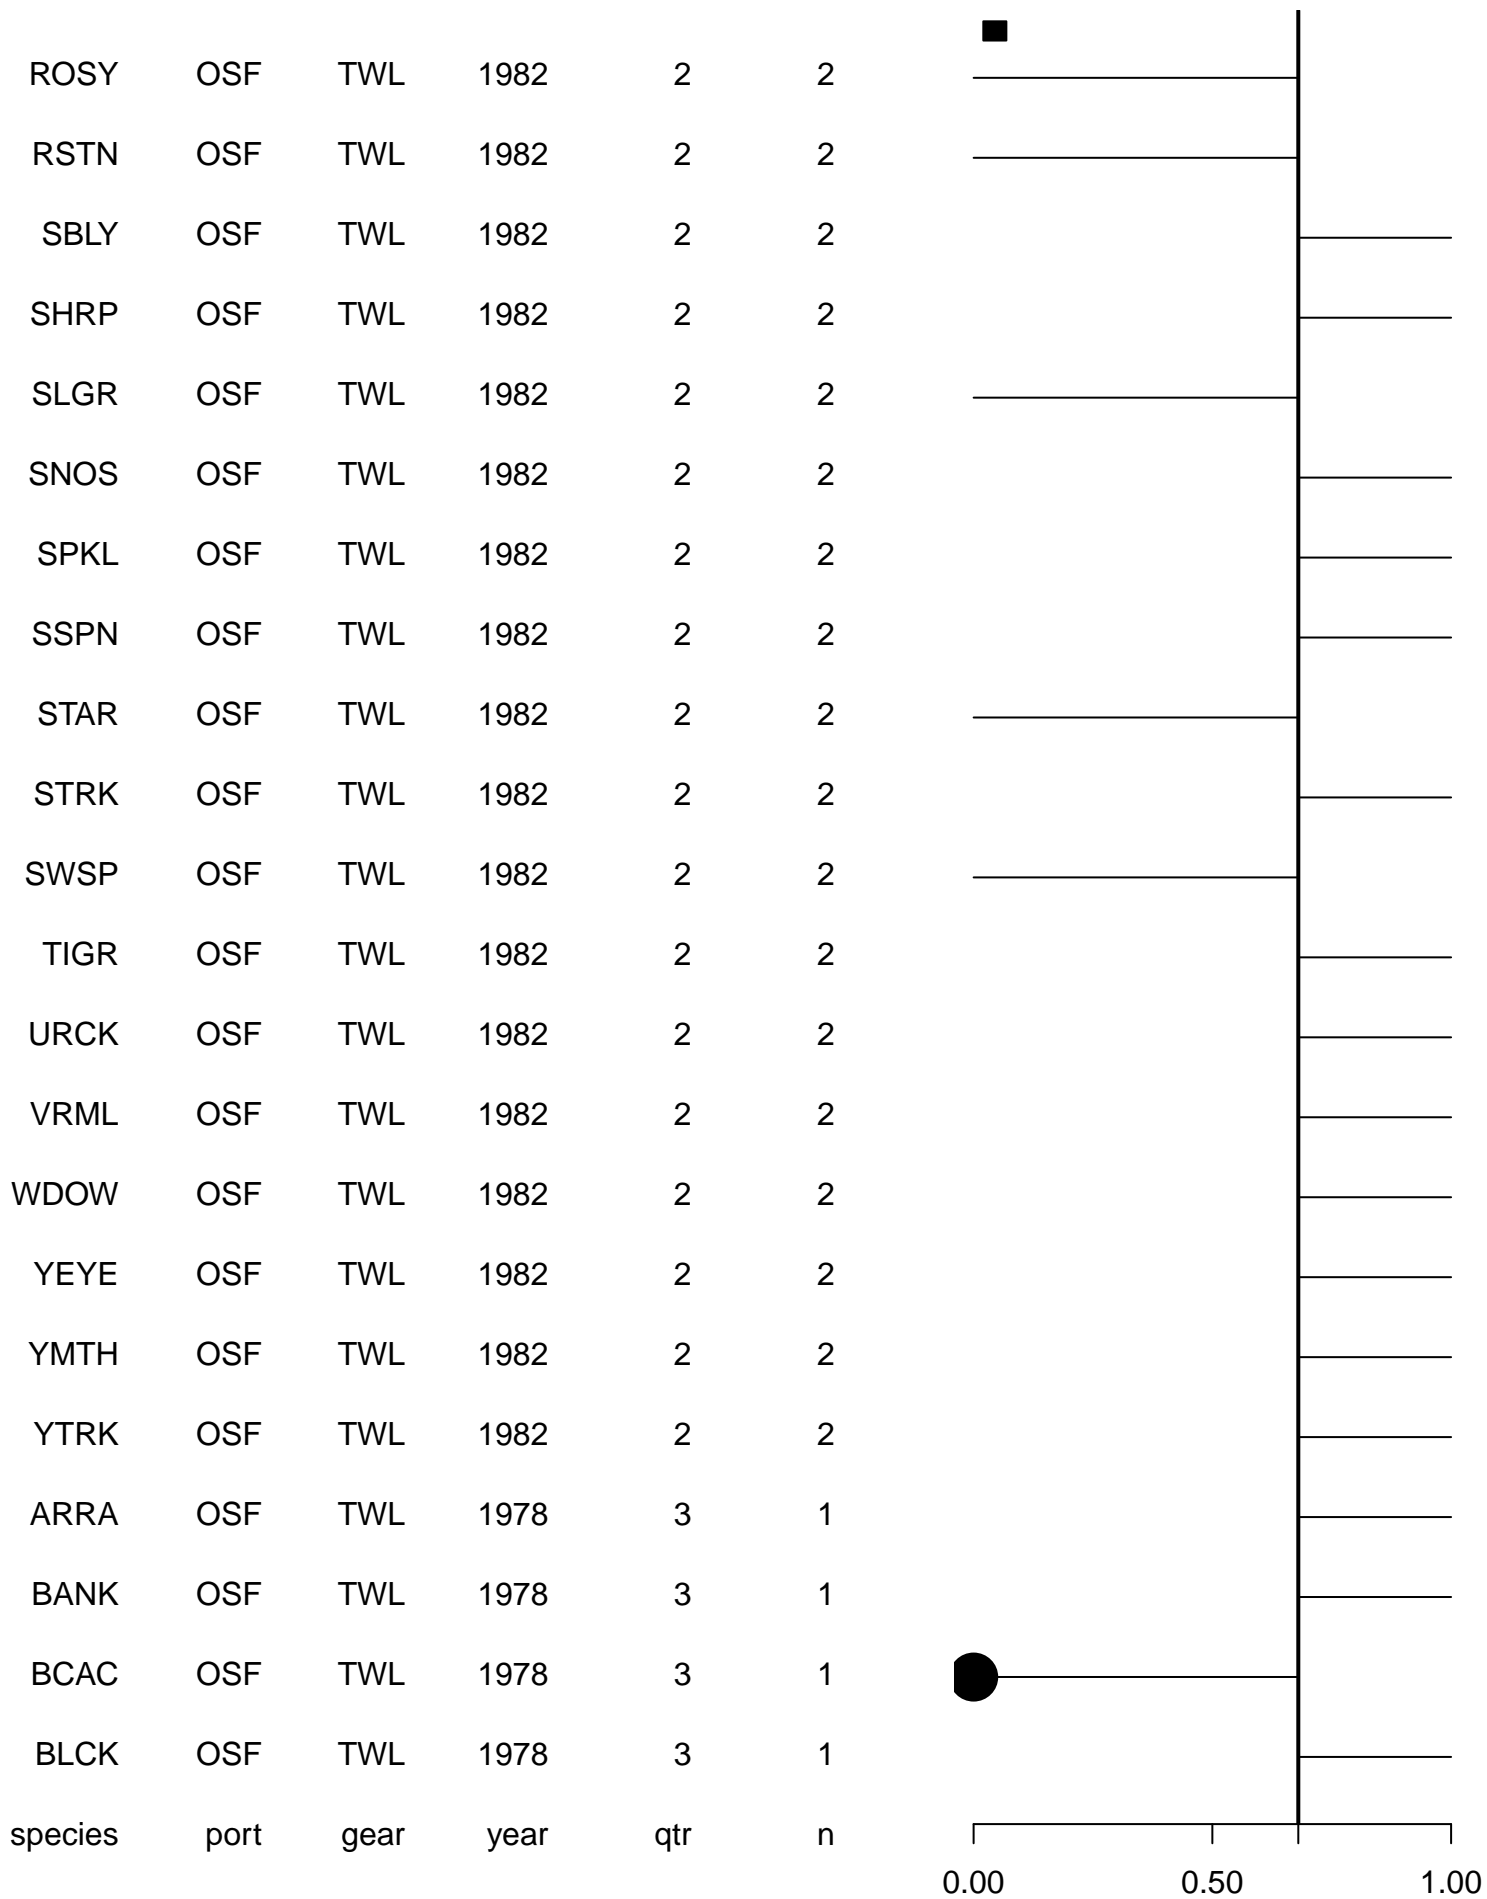 ROSY OSF TWL 1982 2 2
RSTN OSF TWL 1982 2 2
SBLY OSF TWL 1982 2 2
SHRP OSF TWL 1982 2 2
SLGR OSF TWL 1982 2 2
SNOS OSF TWL 1982 2 2
SPKL OSF TWL 1982 2 2
SSPN OSF TWL 1982 2 2
STAR OSF TWL 1982 2 2
STRK OSF TWL 1982 2 2
SWSP OSF TWL 1982 2 2
TIGR OSF TWL 1982 2 2
URCK OSF TWL 1982 2 2
VRML OSF TWL 1982 2 2
WDOW OSF TWL 1982 2 2
YEYE OSF TWL 1982 2 2
YMTH OSF TWL 1982 2 2
YTRK OSF TWL 1982 2 2
ARRA OSF TWL 1978 3 1
BANK OSF TWL 1978 3 1
BCAC OSF TWL 1978 3 1
BLCK OSF TWL 1978 3 1
species port gear year qtr n
0.00 0.50 1.00